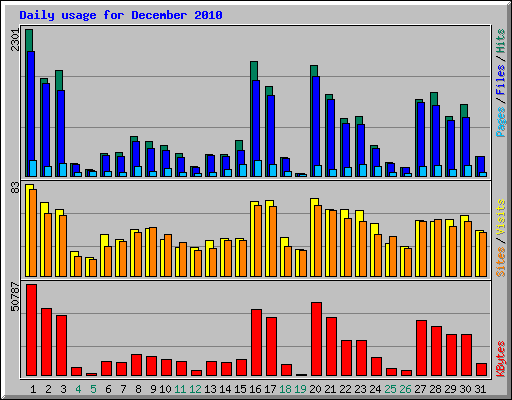 Daily usage for December 2010
2301
Pages / Files / Hits
83
Sites / Visits
50787
KBytes
1 2 3 4 5 6 7 8 9 10 11 12 13 14 15 16 17 18 19 20 21 22 23 24 25 26 27 28 29 30 31